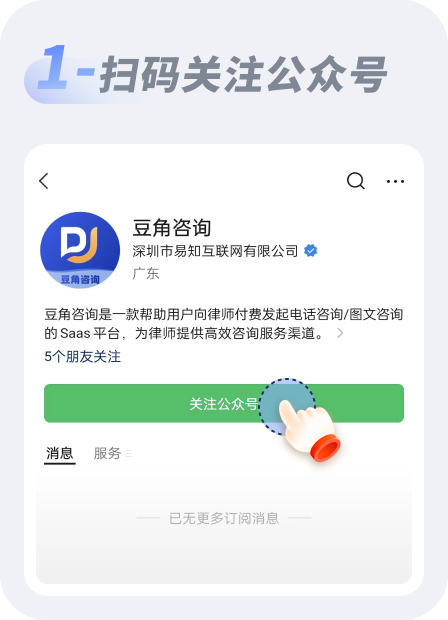 1-扫码关注公众号
豆角咨询
深圳市易知互联网有限公司
广东
豆角咨询
豆角咨询是一款帮助用户向律师付费发起电话咨询/图文咨询
的 Saas 平台，为律师提供高效咨询服务渠道。
5个朋友关注
关注公众号
消息 服务
已无更多订阅消息